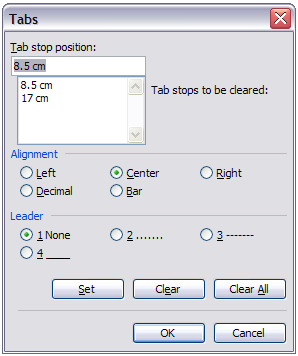 Tabs
Tab stop position:
8.5 cm
8.5 cm
17 cm
Tab stops to be cleared:
Alignment
Left Center Right
Decimal Bar
Leader
1 None 2 ....... 3 -------
4 ____
Set Clear Clear All
OK Cancel